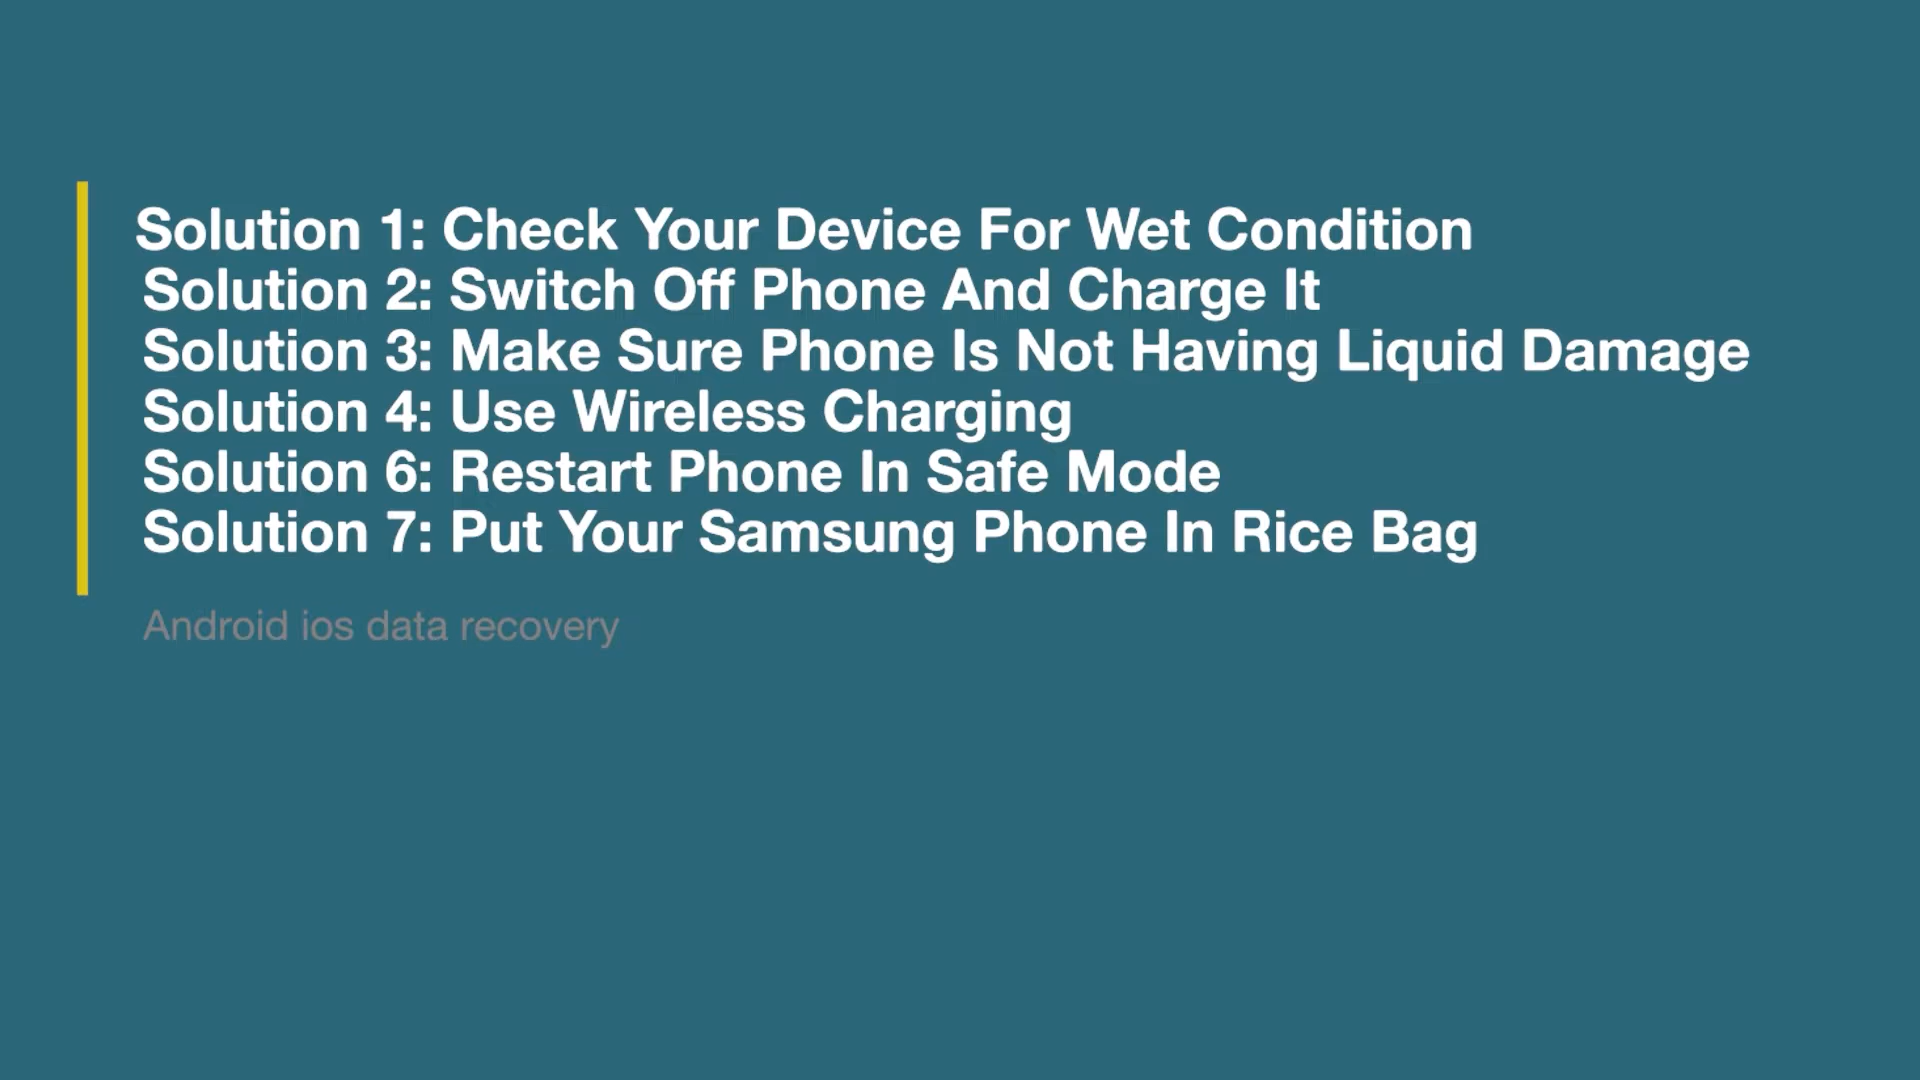 Solution 1: Check Your Device For Wet Condition
Solution 2: Switch Off Phone And Charge It
Solution 3: Make Sure Phone Is Not Having Liquid Damage
Solution 4: Use Wireless Charging
Solution 6: Restart Phone In Safe Mode
Solution 7: Put Your Samsung Phone In Rice Bag
Android ios data recovery